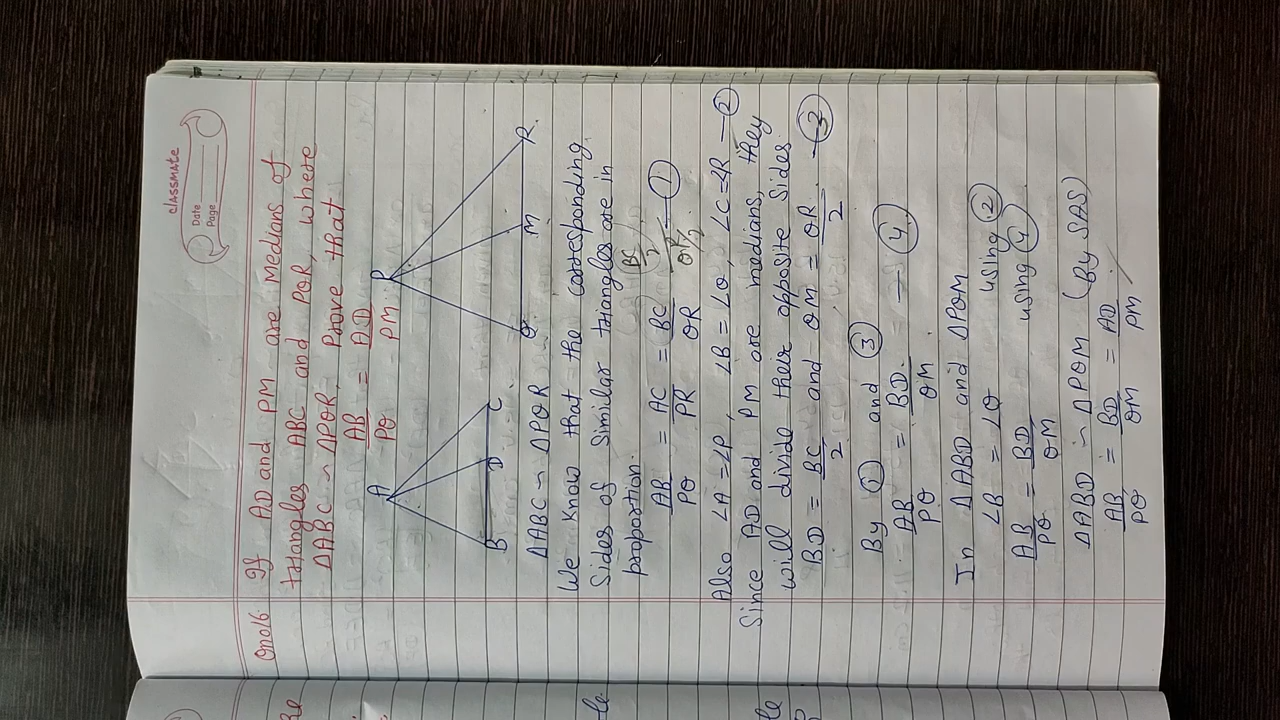 classmate
Date
Page
Qno16 If AD and PM are Medians of
triangles ABC and PQR, where
ΔABC ~ ΔPQR, Prove that
AB/PQ = AD/PM
A
B
D
C
P
Q
M
R
ΔABC ~ ΔPQR
We know that the corresponding
Sides of Similar triangles are in
proportion.
AB/PQ = AC/PR = BC/QR — ①
BC/2
QR/2
Also ∠A = ∠P, ∠B = ∠Q, ∠C = ∠R — ②
Since AD and PM are medians, they
will divide their opposite sides.
BD = BC/2 and QM = QR/2 — ③
By ① and ③
AB/PQ = BD/QM — ④
In ΔABD and ΔPQM
∠B = ∠Q using ②
AB/PQ = BD/QM using ④
ΔABD ~ ΔPQM (By SAS)
AB/PQ = BD/QM = AD/PM
he
te
te